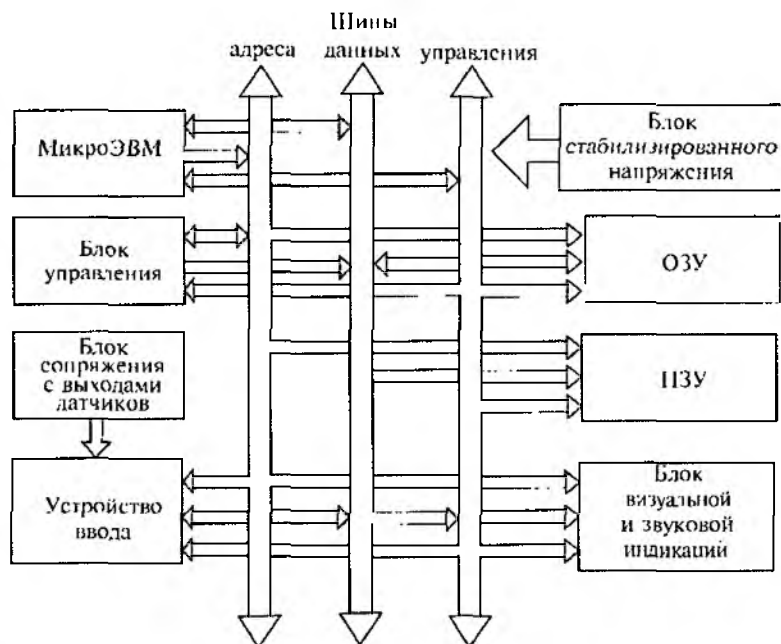 Шины
адреса данных управления
МикроЭВМ
Блок
стабилизированного
напряжения
Блок
управления
ОЗУ
Блок
сопряжения
с выходами
датчиков
ПЗУ
Устройство
ввода
Блок
визуальной
и звуковой
индикаций